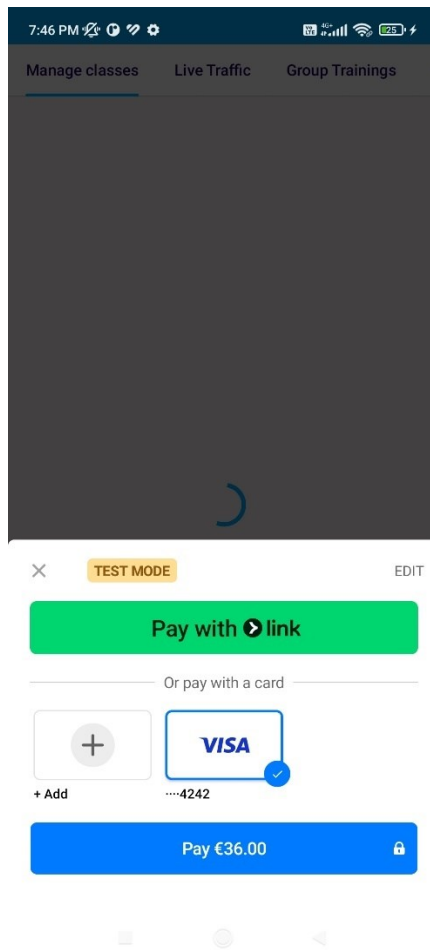 7:46 PM
4G+
25
Manage classes Live Traffic Group Trainings
TEST MODE EDIT
Pay with link
Or pay with a card
VISA
+ Add ····4242
Pay €36.00